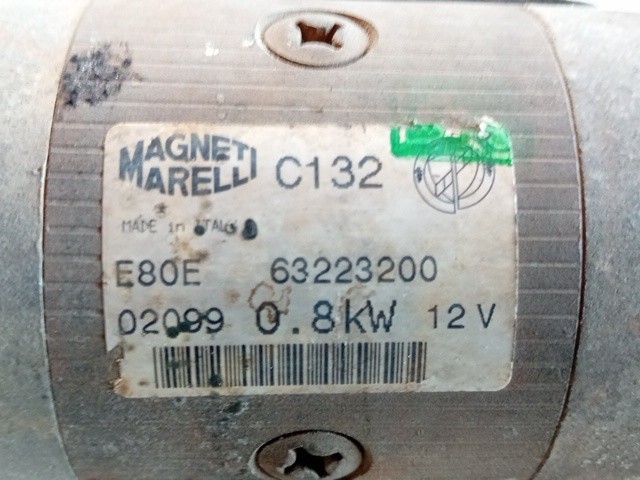 MAGNETI
MARELLI
C132
MADE in ITALY
E80E 63223200
02099 0.8KW 12V